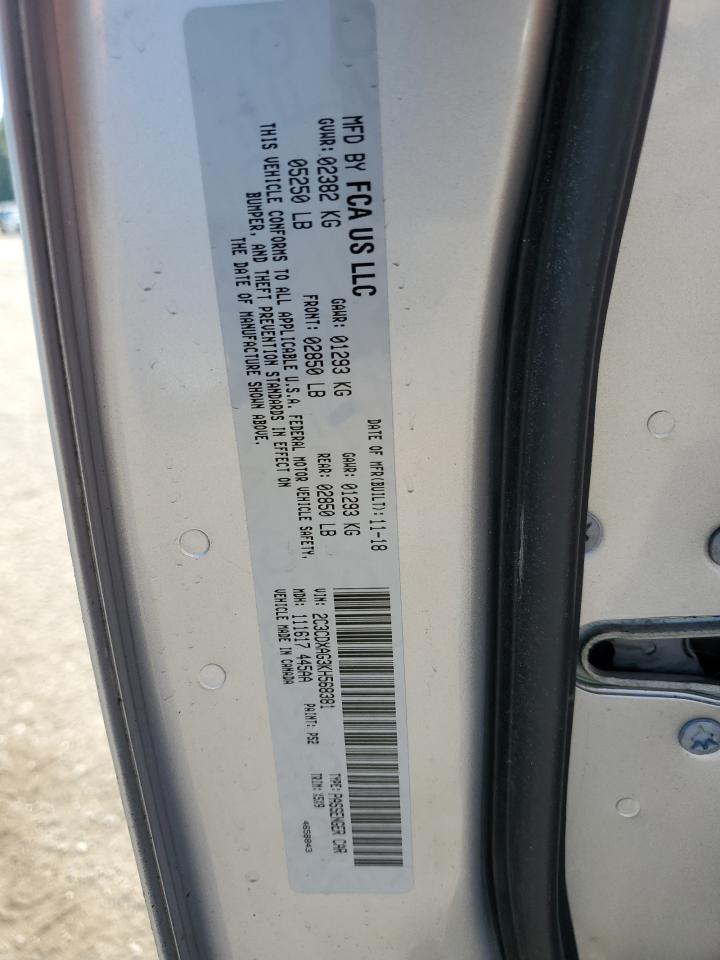 MFD BY FCA US LLC
DATE OF MFR(BUILT): 11-18
GVWR: 02382 KG
GAWR: 01293 KG
GAWR: 01293 KG
05250 LB
FRONT: 02850 LB
REAR: 02850 LB
THIS VEHICLE CONFORMS TO ALL APPLICABLE U.S.A. FEDERAL MOTOR VEHICLE SAFETY,
BUMPER, AND THEFT PREVENTION STANDARDS IN EFFECT ON
THE DATE OF MANUFACTURE SHOWN ABOVE.
VIN: 2C3CDXAG3KH568381
TYPE: PASSENGER CAR
MDH: 111617 445AA
PAINT: PS2
TRIM: X5X9
VEHICLE MADE IN CANADA
4658843